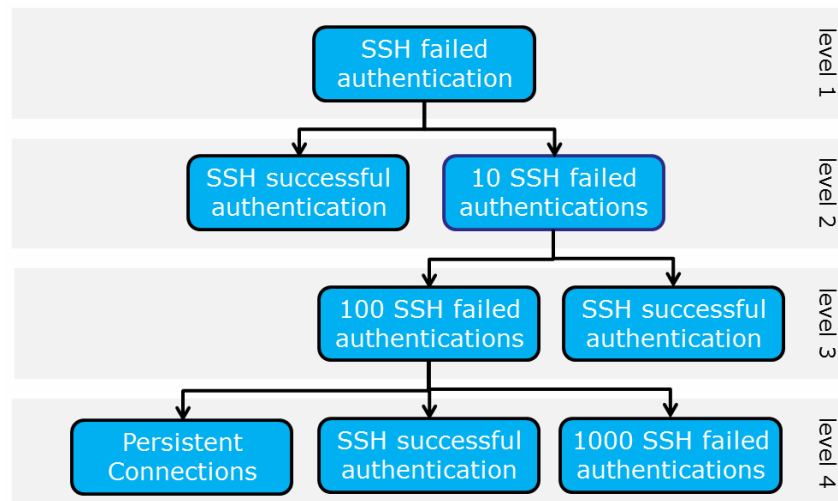 SSH failed
authentication
level 1
SSH successful
authentication
10 SSH failed
authentications
level 2
100 SSH failed
authentications
SSH successful
authentication
level 3
Persistent
Connections
SSH successful
authentication
1000 SSH failed
authentications
level 4